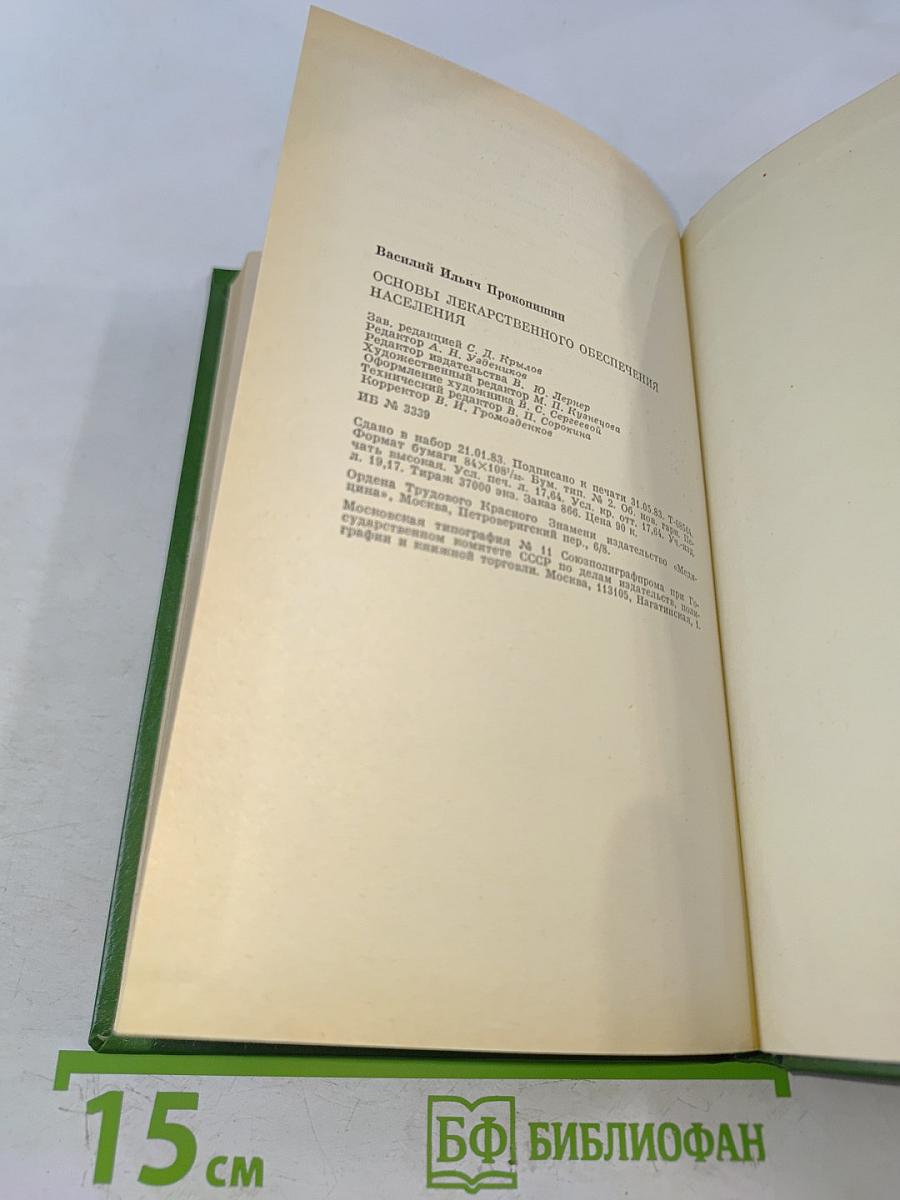 Василий Ильич Прокопишин
ОСНОВЫ ЛЕКАРСТВЕННОГО ОБЕСПЕЧЕНИЯ
НАСЕЛЕНИЯ
Зав. редакцией С. Д. Крылов
Редактор А. Н. Уздеников
Редактор издательства В. Ю. Лернер
Художественный редактор М. П. Кузнецова
Оформление художника В. С. Сергеевой
Технический редактор В. П. Сорокина
Корректор В. И. Громозденков
ИБ № 3339
Сдано в набор 21.01.83. Подписано к печати 31.05.83. Т-08545.
Формат бумаги 84×108¹/₃₂. Бум. тип. № 2. Об. нов. гарн. Пе-
чать высокая. Усл. печ. л. 17,64. Усл. кр. отт. 17,64. Уч.-изд.
л. 19,17. Тираж 37000 экз. Заказ 866. Цена 90 к.
Ордена Трудового Красного Знамени издательство «Меди-
цина», Москва, Петроверигский пер., 6/8.
Московская типография № 11 Союзполиграфпрома при Го-
сударственном комитете СССР по делам издательств, поли-
графии и книжной торговли. Москва, 113105, Нагатинская, 1.
15 см
БФ БИБЛИОФАН